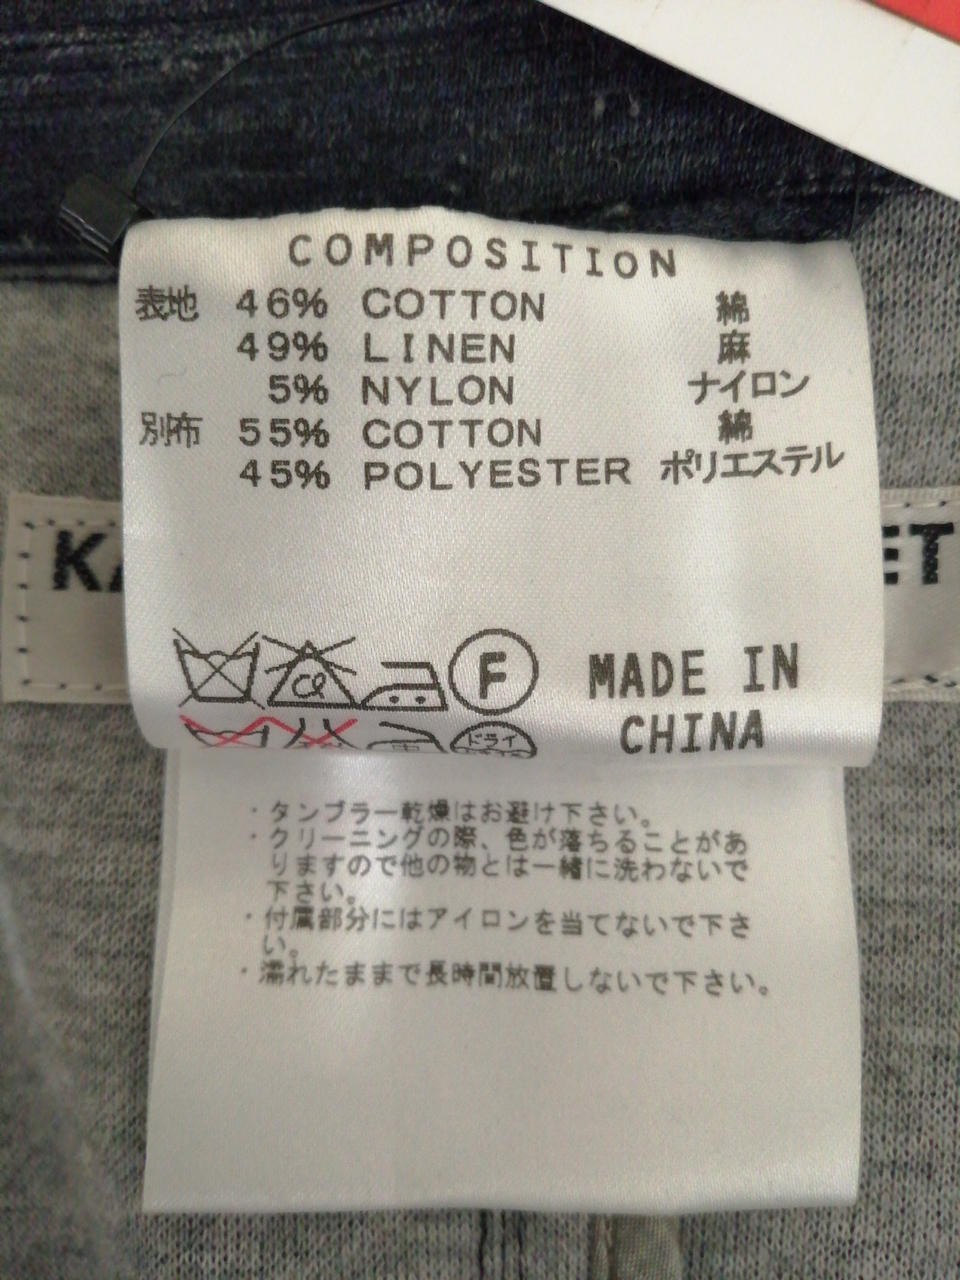 COMPOSITION
表地 46% COTTON 綿
49% LINEN 麻
5% NYLON ナイロン
別布 55% COTTON 綿
45% POLYESTER ポリエステル
Cl F MADE IN
CHINA
ドライ
・タンブラー乾燥はお避け下さい。
・クリーニングの際、色が落ちることがあ
りますので他の物とは一緒に洗わないで
下さい。
・付属部分にはアイロンを当てないで下さ
い。
・濡れたままで長時間放置しないで下さい。